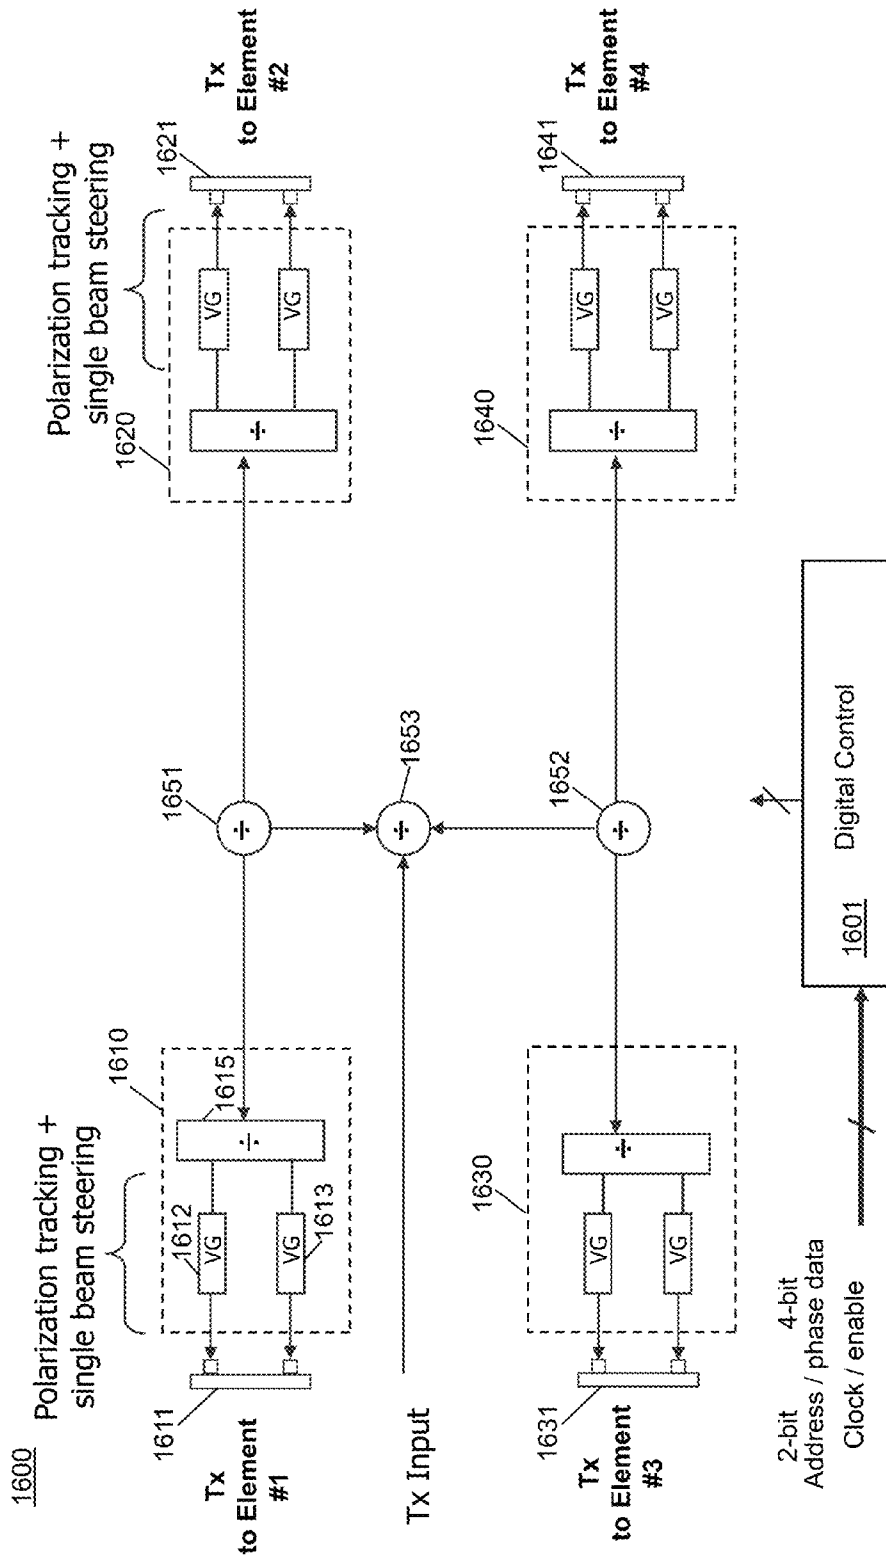 1600
Polarization tracking +
single beam steering
Polarization tracking +
single beam steering
1610
1615
1612
VG
1613
VG
÷
1611
Tx
to Element
#1
1651
÷
1620
÷
VG
VG
1621
Tx
to Element
#2
Tx Input
1653
÷
1652
÷
1630
÷
VG
VG
1631
Tx
to Element
#3
1640
÷
VG
VG
1641
Tx
to Element
#4
2-bit 4-bit
Address / phase data
Clock / enable
1601
Digital Control